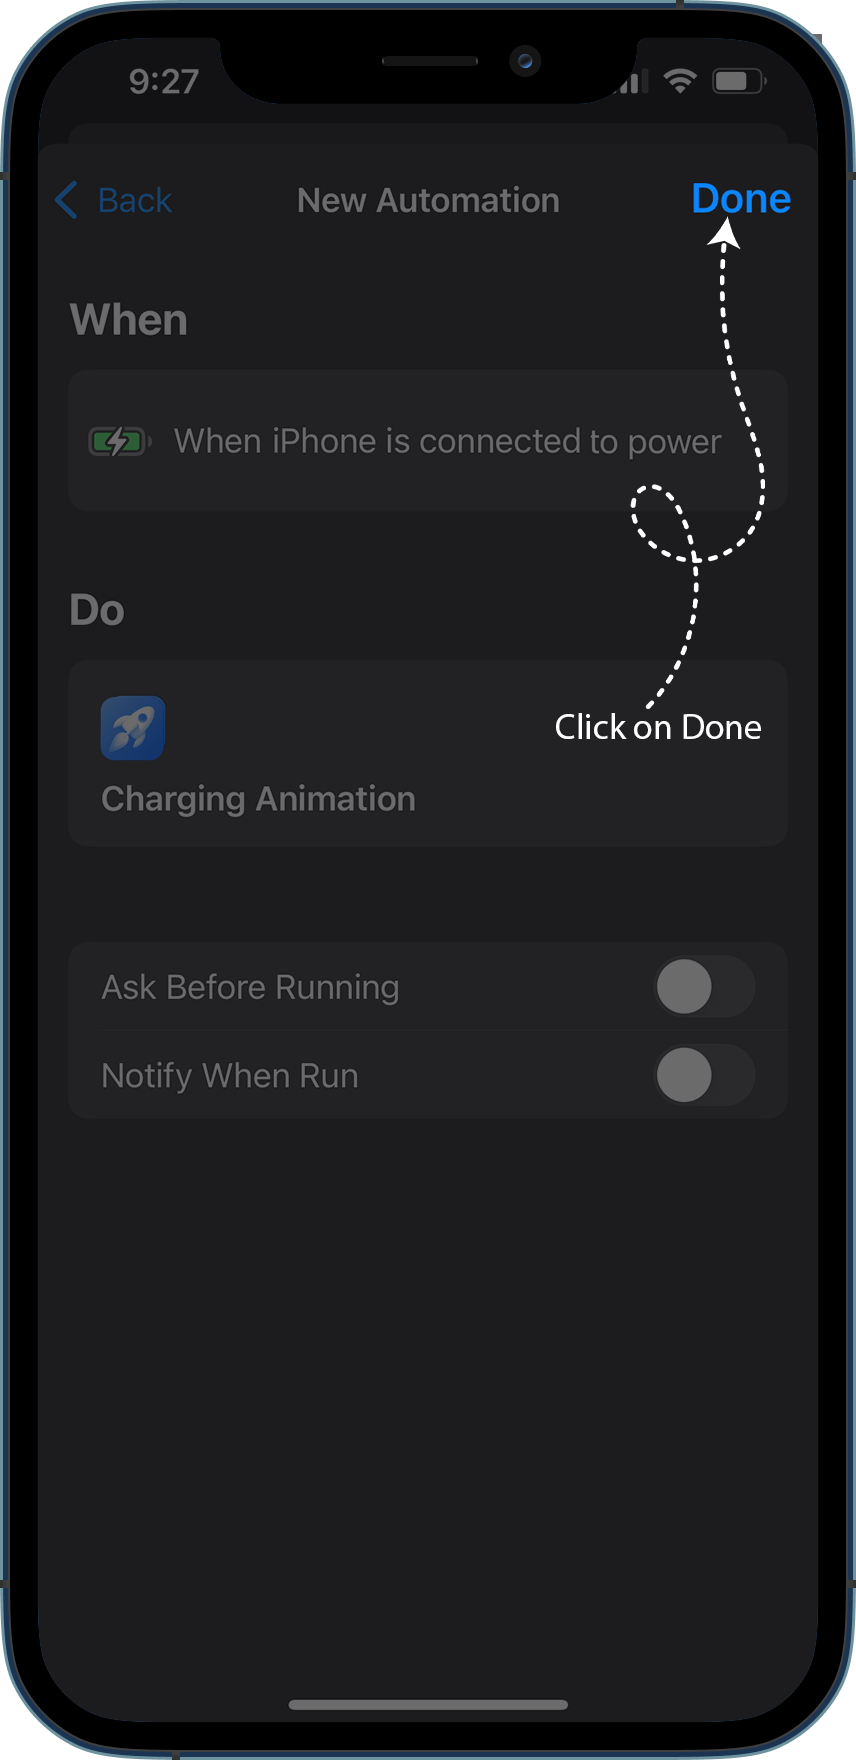 9:27
Back
New Automation
Done
When
When iPhone is connected to power
Do
Click on Done
Charging Animation
Ask Before Running
Notify When Run